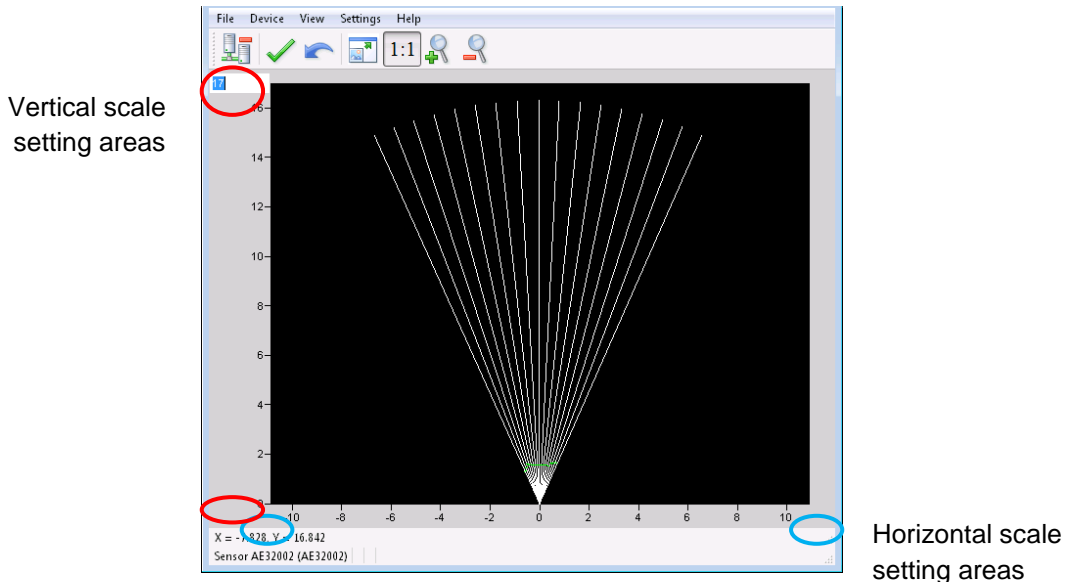 File Device View Settings Help
1:1
17
Vertical scale
setting areas
16
14
12
10
8
6
4
2
0
-10 -8 -6 -4 -2 0 2 4 6 8 10
X = -7.828, Y = 16.842
Sensor AE32002 (AE32002)
Horizontal scale
setting areas